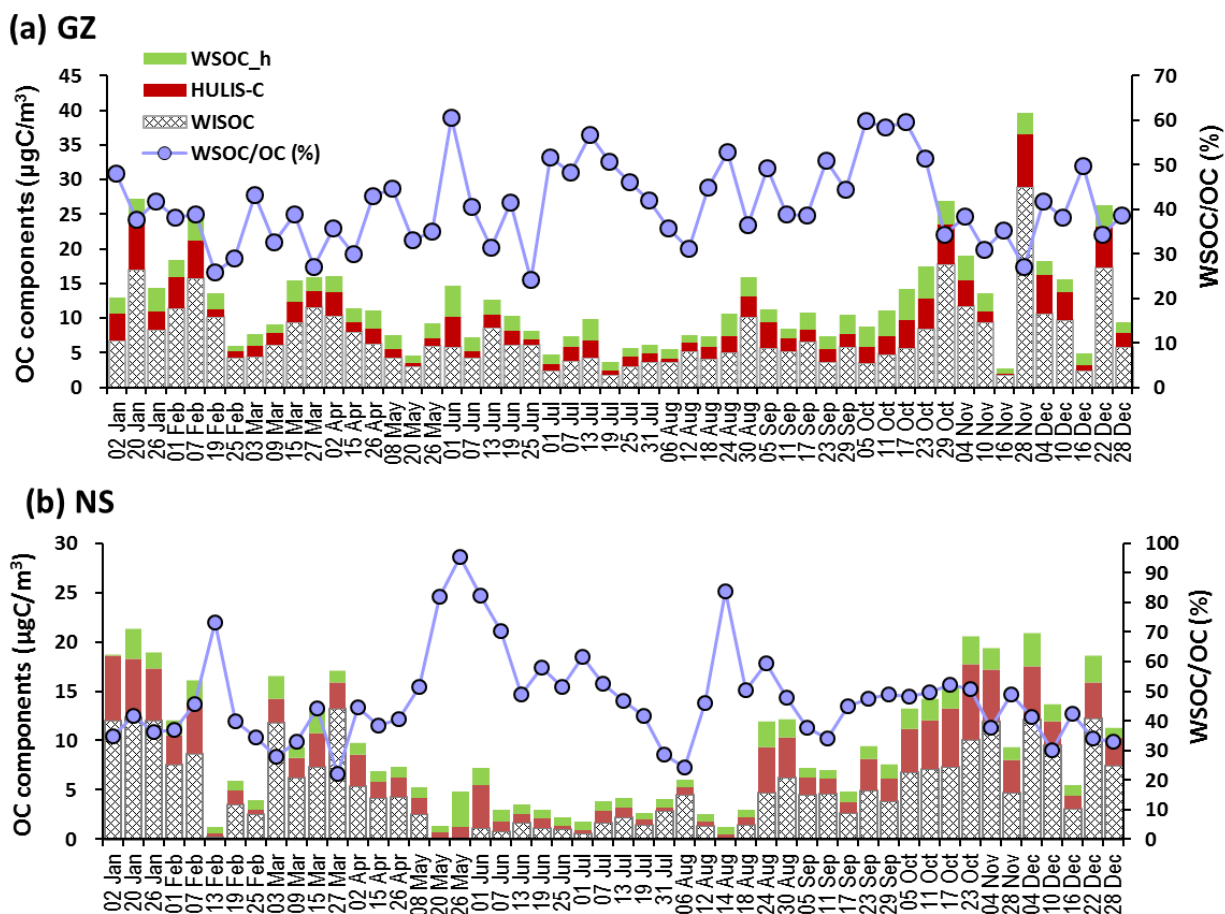 (a) GZ
WSOC_h
HULIS-C
WISOC
WSOC/OC (%)
OC components (µgC/m³)
45
40
35
30
25
20
15
10
5
0
70
60
50
40
30
20
10
0
WSOC/OC (%)
02 Jan
20 Jan
26 Jan
01 Feb
07 Feb
19 Feb
25 Feb
03 Mar
09 Mar
15 Mar
27 Mar
02 Apr
15 Apr
26 Apr
08 May
20 May
26 May
01 Jun
07 Jun
13 Jun
19 Jun
25 Jun
01 Jul
07 Jul
13 Jul
19 Jul
25 Jul
31 Jul
06 Aug
12 Aug
18 Aug
24 Aug
30 Aug
05 Sep
11 Sep
17 Sep
23 Sep
29 Sep
05 Oct
11 Oct
17 Oct
23 Oct
29 Oct
04 Nov
10 Nov
16 Nov
28 Nov
04 Dec
10 Dec
16 Dec
22 Dec
28 Dec
(b) NS
OC components (µgC/m³)
30
25
20
15
10
5
0
100
90
80
70
60
50
40
30
20
10
0
WSOC/OC (%)
02 Jan
20 Jan
26 Jan
01 Feb
07 Feb
13 Feb
19 Feb
25 Feb
03 Mar
09 Mar
15 Mar
27 Mar
02 Apr
15 Apr
26 Apr
08 May
20 May
26 May
01 Jun
07 Jun
13 Jun
19 Jun
25 Jun
01 Jul
07 Jul
13 Jul
19 Jul
31 Jul
06 Aug
12 Aug
14 Aug
18 Aug
24 Aug
30 Aug
05 Sep
11 Sep
17 Sep
23 Sep
29 Sep
05 Oct
11 Oct
17 Oct
23 Oct
04 Nov
28 Nov
04 Dec
10 Dec
16 Dec
22 Dec
28 Dec